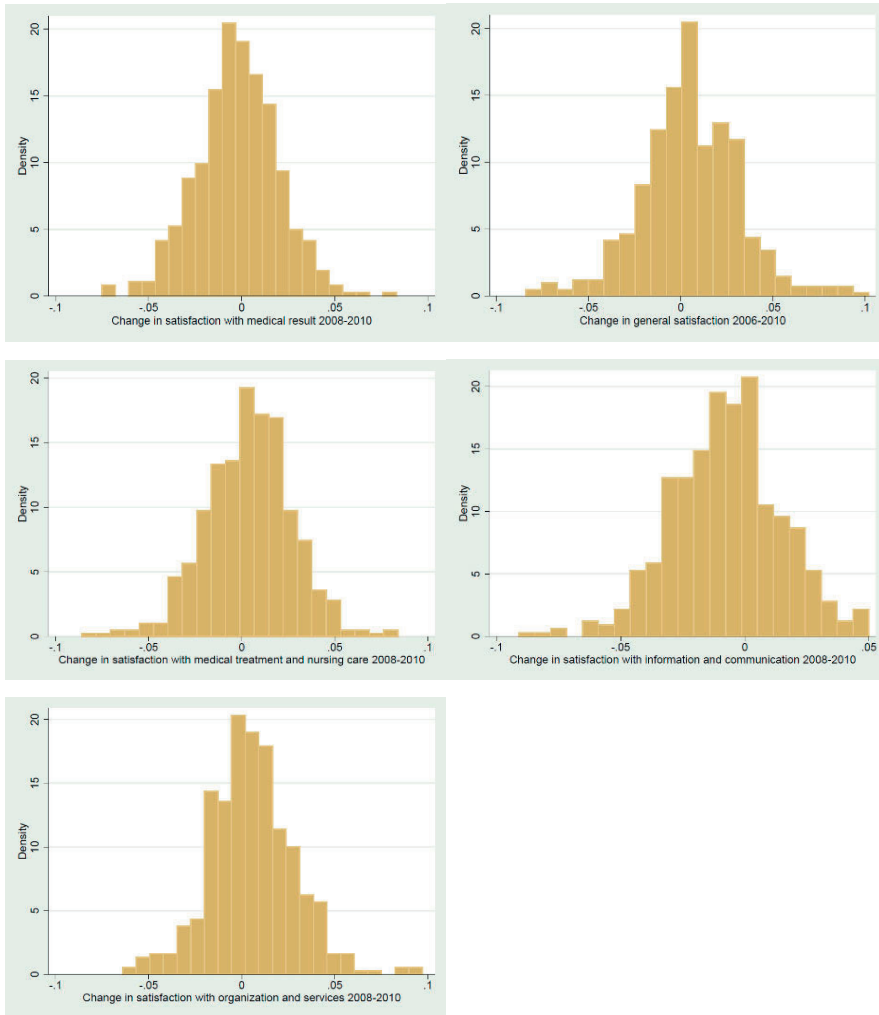 20
15
10
5
0
Density
-.1 -.05 0 .05 .1
Change in satisfaction with medical result 2008-2010
20
15
10
5
0
Density
-.1 -.05 0 .05 .1
Change in general satisfaction 2006-2010
20
15
10
5
0
Density
-.1 -.05 0 .05 .1
Change in satisfaction with medical treatment and nursing care 2008-2010
20
15
10
5
0
Density
-.1 -.05 0 .05
Change in satisfaction with information and communication 2008-2010
20
15
10
5
0
Density
-.1 -.05 0 .05 .1
Change in satisfaction with organization and services 2008-2010